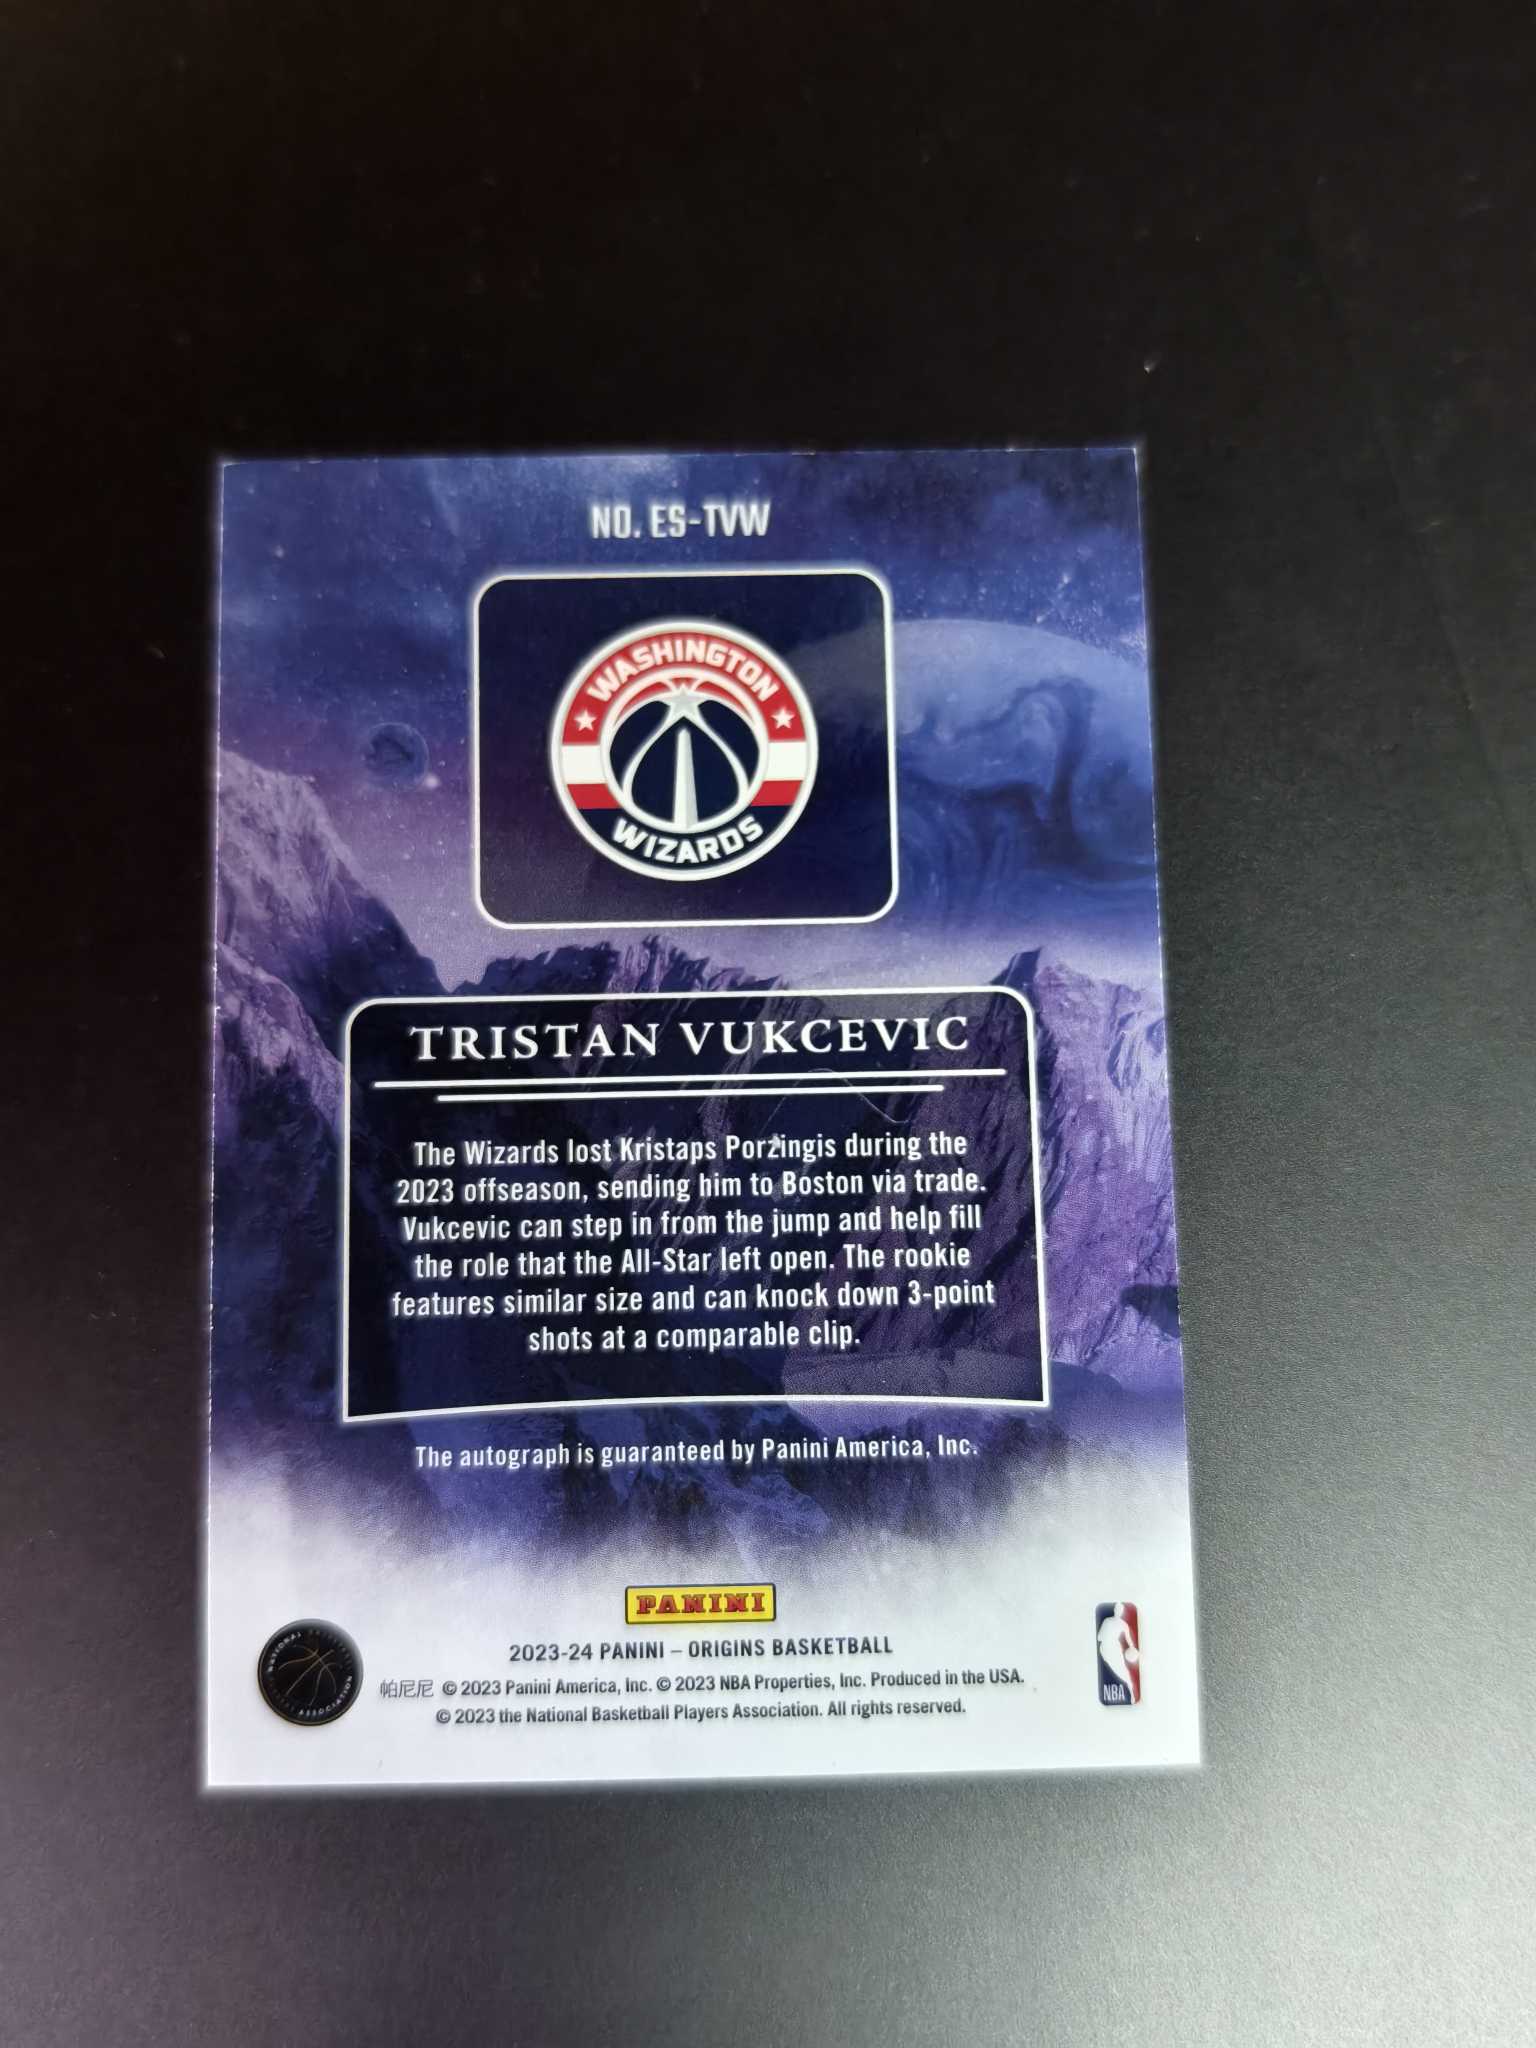 NO. ES-TVW
WASHINGTON
WIZARDS
TRISTAN VUKCEVIC
The Wizards lost Kristaps Porzingis during the
2023 offseason, sending him to Boston via trade.
Vukcevic can step in from the jump and help fill
the role that the All-Star left open. The rookie
features similar size and can knock down 3-point
shots at a comparable clip.
The autograph is guaranteed by Panini America, Inc.
PANINI
2023-24 PANINI – ORIGINS BASKETBALL
帕尼尼 © 2023 Panini America, Inc. © 2023 NBA Properties, Inc. Produced in the USA.
© 2023 the National Basketball Players Association. All rights reserved.
NATIONAL BASKETBALL
PLAYERS ASSOCIATION
NBA